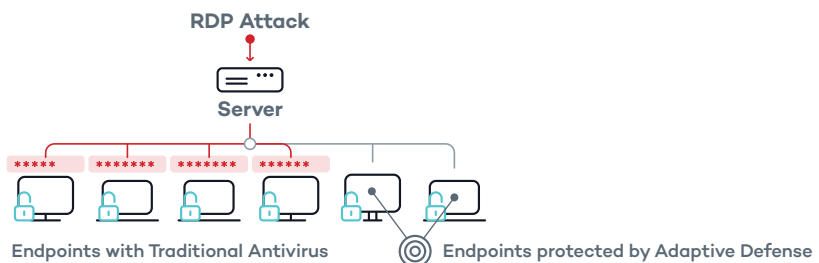 RDP Attack
Server
***** ******* ******* ******
Endpoints with Traditional Antivirus
Endpoints protected by Adaptive Defense